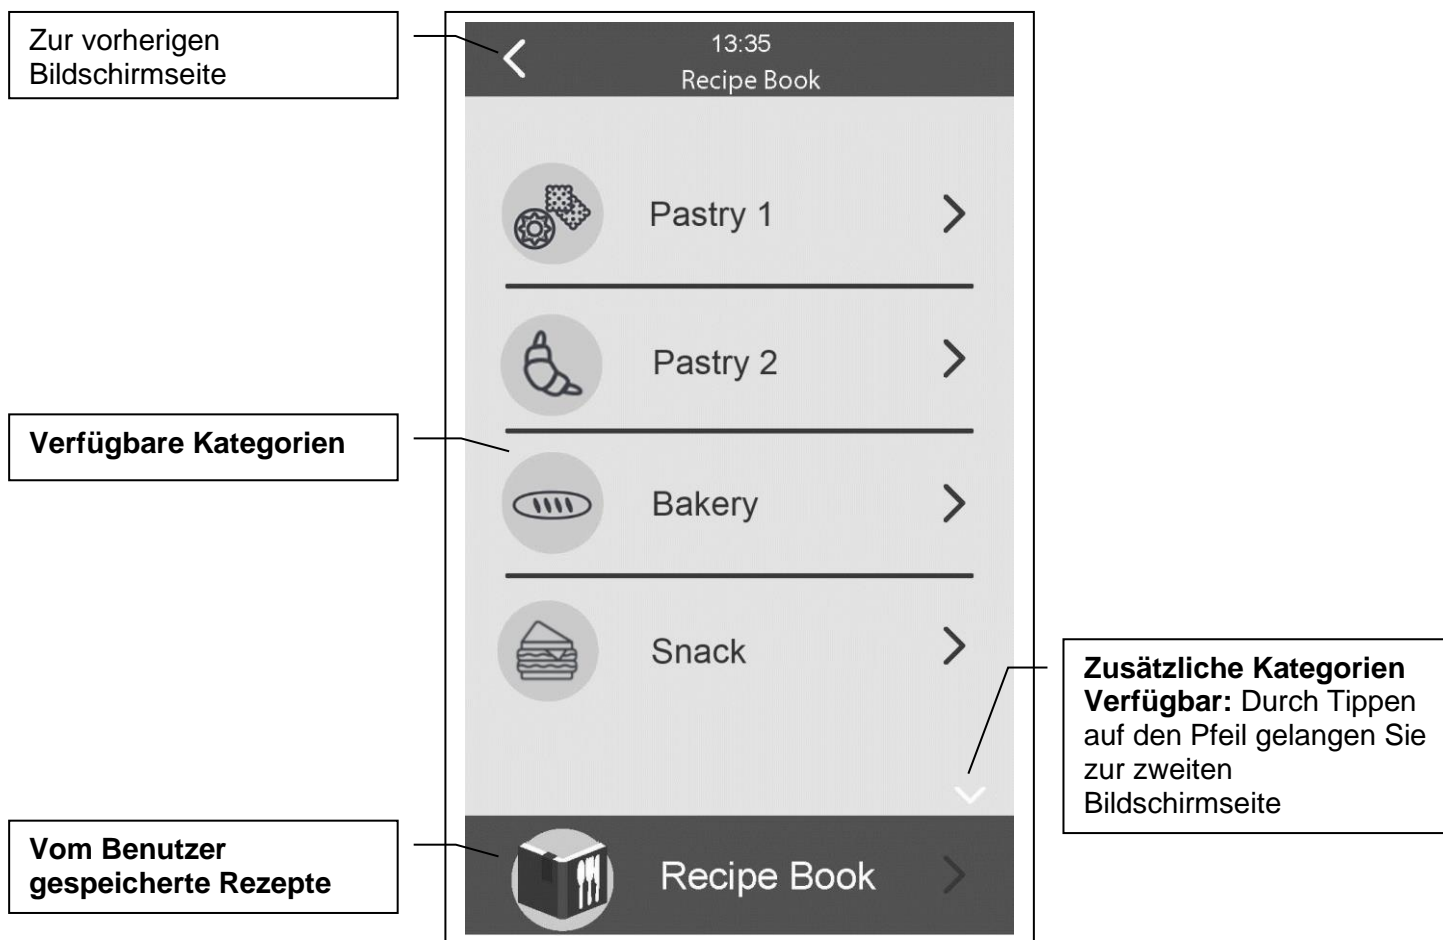 Zur vorherigen
Bildschirmseite
13:35
Recipe Book
Pastry 1
Pastry 2
Verfügbare Kategorien
Bakery
Snack
Zusätzliche Kategorien
Verfügbar: Durch Tippen
auf den Pfeil gelangen Sie
zur zweiten
Bildschirmseite
Vom Benutzer
gespeicherte Rezepte
Recipe Book